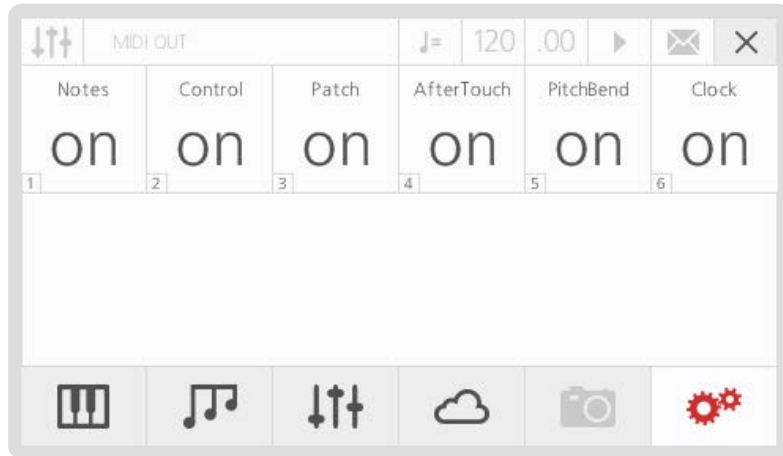 MIDI OUT = 120 .00
Notes Control Patch AfterTouch PitchBend Clock
on on on on on on
1 2 3 4 5 6